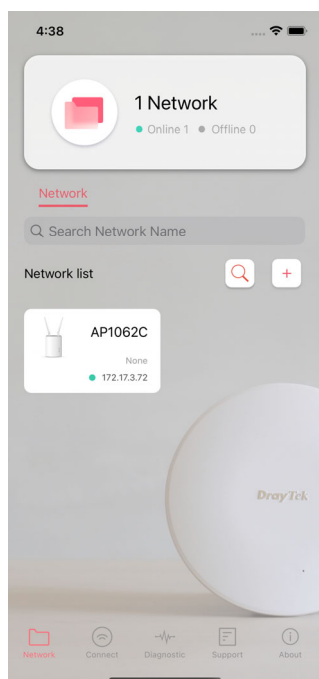 4:38
1 Network
Online 1 Offline 0
Network
Search Network Name
Network list
+
AP1062C
None
172.17.3.72
DrayTek
Network Connect Diagnostic Support About